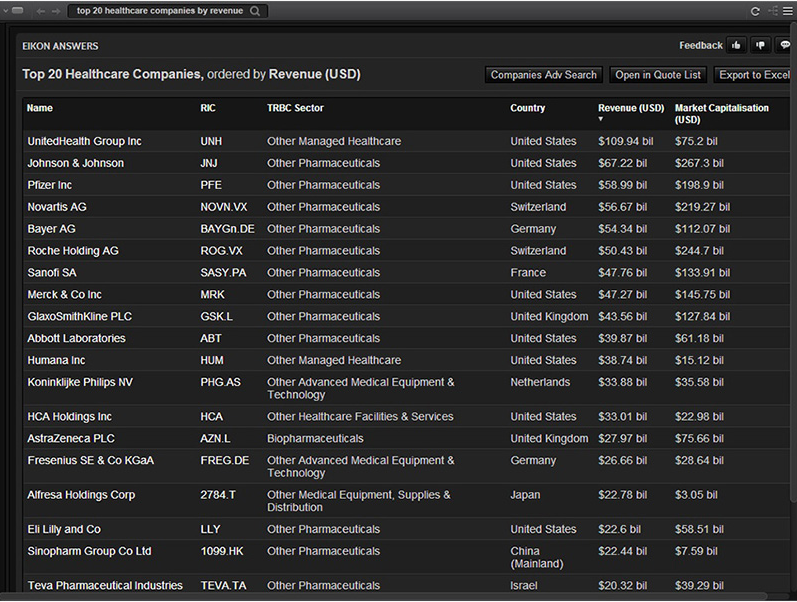 top 20 healthcare companies by revenue
EIKON ANSWERS
Feedback
Top 20 Healthcare Companies, ordered by Revenue (USD)
Companies Adv Search Open in Quote List Export to Excel
Name RIC TRBC Sector Country Revenue (USD) Market Capitalisation
(USD)
UnitedHealth Group Inc UNH Other Managed Healthcare United States $109.94 bil $75.2 bil
Johnson & Johnson JNJ Other Pharmaceuticals United States $67.22 bil $267.3 bil
Pfizer Inc PFE Other Pharmaceuticals United States $58.99 bil $198.9 bil
Novartis AG NOVN.VX Other Pharmaceuticals Switzerland $56.67 bil $219.27 bil
Bayer AG BAYGn.DE Other Pharmaceuticals Germany $54.34 bil $112.07 bil
Roche Holding AG ROG.VX Other Pharmaceuticals Switzerland $50.43 bil $244.7 bil
Sanofi SA SASY.PA Other Pharmaceuticals France $47.76 bil $133.91 bil
Merck & Co Inc MRK Other Pharmaceuticals United States $47.27 bil $145.75 bil
GlaxoSmithKline PLC GSK.L Other Pharmaceuticals United Kingdom $43.56 bil $127.84 bil
Abbott Laboratories ABT Other Pharmaceuticals United States $39.87 bil $61.18 bil
Humana Inc HUM Other Managed Healthcare United States $38.74 bil $15.12 bil
Koninklijke Philips NV PHG.AS Other Advanced Medical Equipment & Netherlands $33.88 bil $35.58 bil
Technology
HCA Holdings Inc HCA Other Healthcare Facilities & Services United States $33.01 bil $22.98 bil
AstraZeneca PLC AZN.L Biopharmaceuticals United Kingdom $27.97 bil $75.66 bil
Fresenius SE & Co KGaA FREG.DE Other Advanced Medical Equipment & Germany $26.66 bil $28.64 bil
Technology
Alfresa Holdings Corp 2784.T Other Medical Equipment, Supplies & Japan $22.78 bil $3.05 bil
Distribution
Eli Lilly and Co LLY Other Pharmaceuticals United States $22.6 bil $58.51 bil
Sinopharm Group Co Ltd 1099.HK Other Pharmaceuticals China $22.44 bil $7.59 bil
(Mainland)
Teva Pharmaceutical Industries TEVA.TA Other Pharmaceuticals Israel $20.32 bil $39.29 bil